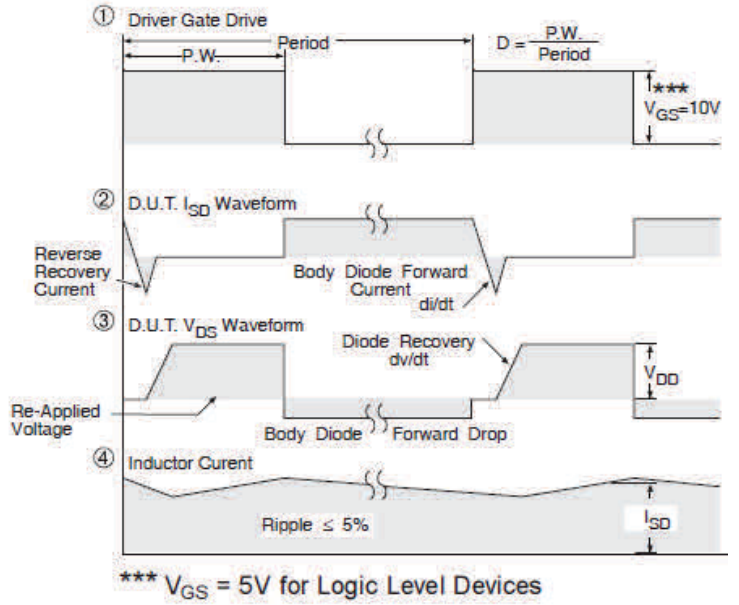 ① Driver Gate Drive
Period
P.W.
D = P.W.
Period
***
VGS=10V
② D.U.T. ISD Waveform
Reverse
Recovery
Current
Body Diode Forward
Current
di/dt
③ D.U.T. VDS Waveform
Diode Recovery
dv/dt
VDD
Re-Applied
Voltage
Body Diode Forward Drop
④ Inductor Curent
Ripple ≤ 5%
ISD
*** VGS = 5V for Logic Level Devices